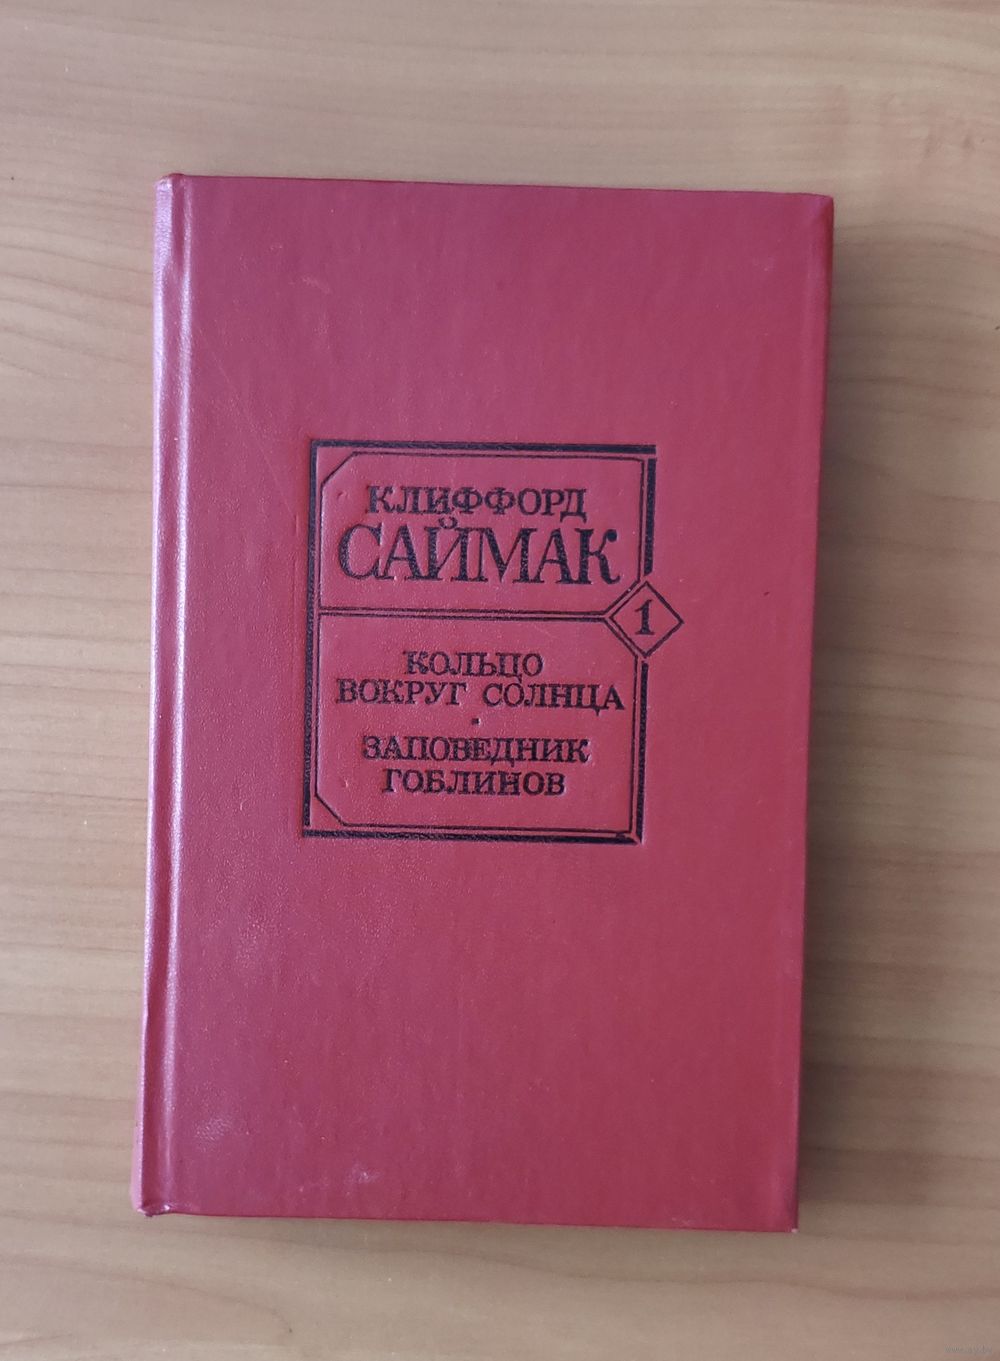 КЛИФФОРД
САЙМАК
1
КОЛЬЦО
ВОКРУГ СОЛНЦА
·
ЗАПОВЕДНИК
ГОБЛИНОВ